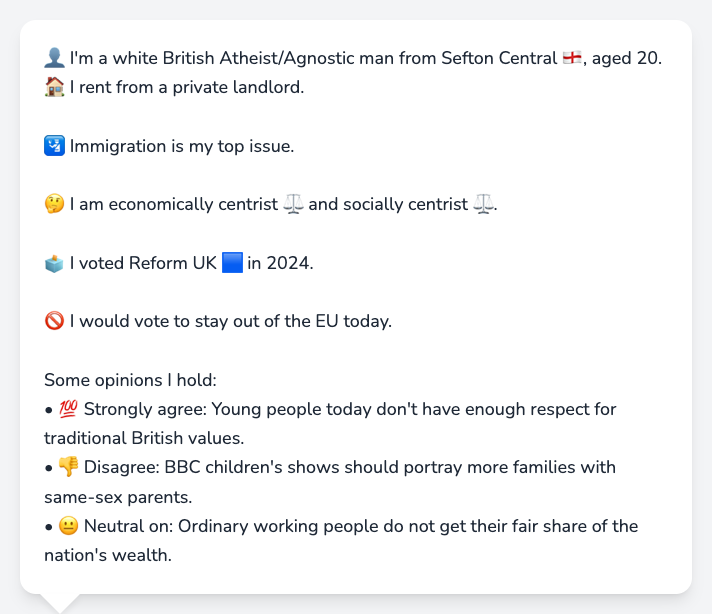 👤 I'm a white British Atheist/Agnostic man from Sefton Central 🏴󠁧󠁢󠁥󠁮󠁧󠁿, aged 20.
🏠 I rent from a private landlord.
🛂 Immigration is my top issue.
🤔 I am economically centrist ⚖️ and socially centrist ⚖️.
🗳️ I voted Reform UK 🟦 in 2024.
🚫 I would vote to stay out of the EU today.
Some opinions I hold:
• 💯 Strongly agree: Young people today don't have enough respect for
traditional British values.
• 👎 Disagree: BBC children's shows should portray more families with
same-sex parents.
• 😐 Neutral on: Ordinary working people do not get their fair share of the
nation's wealth.